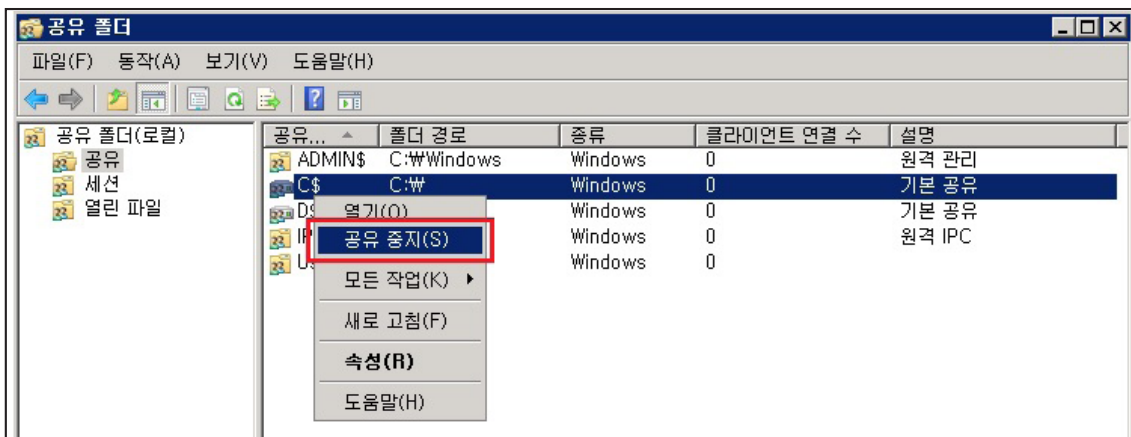 공유 폴더
파일(F) 동작(A) 보기(V) 도움말(H)
공유 폴더(로컬)
공유
세션
열린 파일
공유... 폴더 경로 종류 클라이언트 연결 수 설명
ADMIN$ C:₩Windows Windows 0 원격 관리
C$ C:₩ Windows 0 기본 공유
Windows 0 기본 공유
Windows 0 원격 IPC
Windows 0
열기(O)
공유 중지(S)
모든 작업(K)
새로 고침(F)
속성(R)
도움말(H)